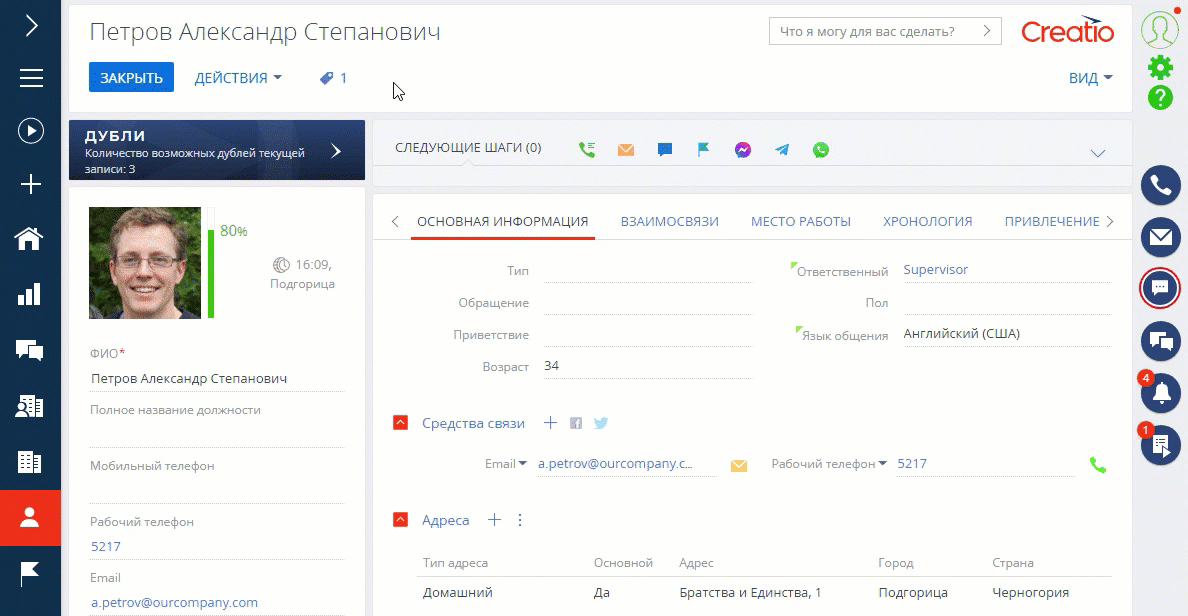 Петров Александр Степанович
Что я могу для вас сделать?
Creatio
ЗАКРЫТЬ
ДЕЙСТВИЯ
1
ВИД
?
ДУБЛИ
Количество возможных дублей текущей
записи: 3
СЛЕДУЮЩИЕ ШАГИ (0)
80%
16:09,
Подгорица
ФИО*
Петров Александр Степанович
Полное название должности
Мобильный телефон
Рабочий телефон
5217
Email
a.petrov@ourcompany.com
ОСНОВНАЯ ИНФОРМАЦИЯ
ВЗАИМОСВЯЗИ
МЕСТО РАБОТЫ
ХРОНОЛОГИЯ
ПРИВЛЕЧЕНИЕ
Тип
Ответственный
Supervisor
Обращение
Пол
Приветствие
Язык общения
Английский (США)
Возраст
34
Средства связи
Email
a.petrov@ourcompany.c...
Рабочий телефон
5217
Адреса
Тип адреса
Основной
Адрес
Город
Страна
Домашний
Да
Братства и Единства, 1
Подгорица
Черногория
4
1